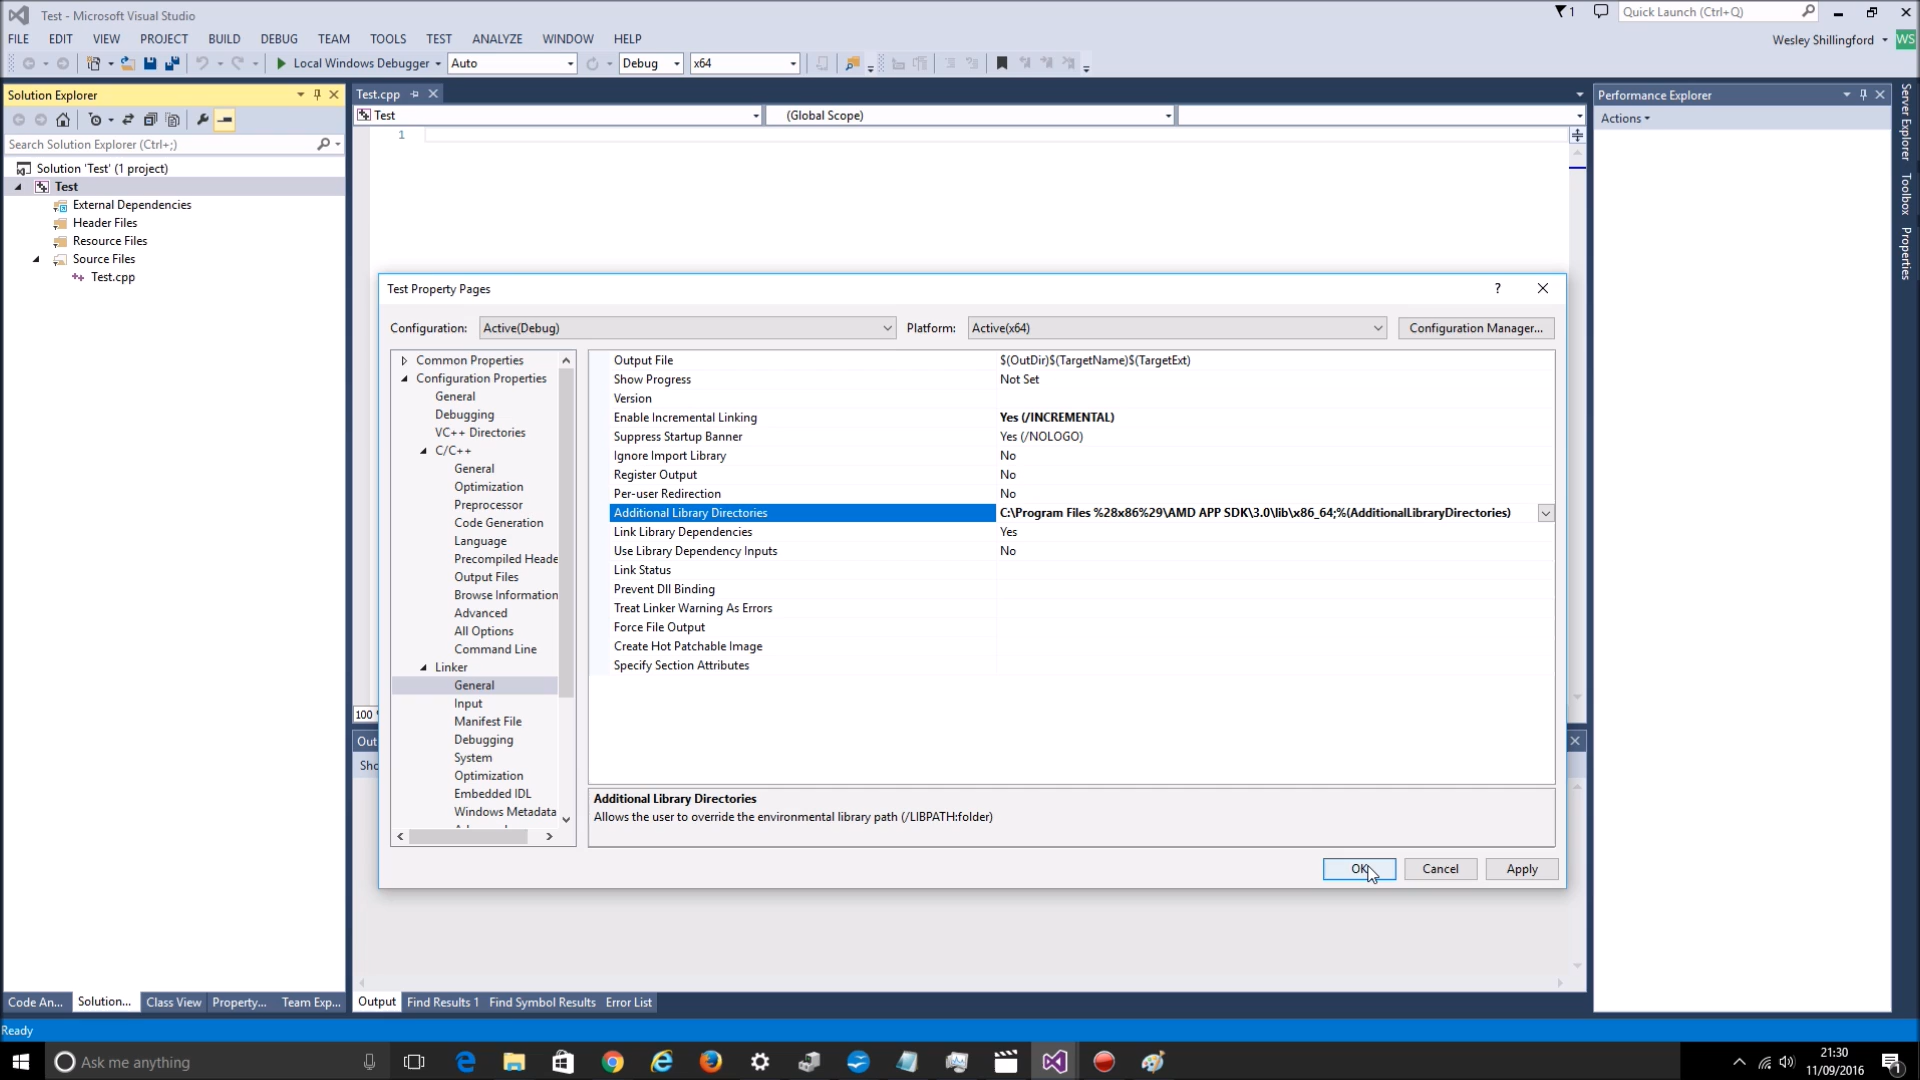 Test - Microsoft Visual Studio
1
Quick Launch (Ctrl+Q)
FILE EDIT VIEW PROJECT BUILD DEBUG TEAM TOOLS TEST ANALYZE WINDOW HELP
Wesley Shillingford WS
Local Windows Debugger Auto Debug x64
Solution Explorer
Test.cpp
Performance Explorer
Server Explorer
Toolbox
Properties
Test (Global Scope)
Actions
1
Search Solution Explorer (Ctrl+;)
Solution 'Test' (1 project)
Test
External Dependencies
Header Files
Resource Files
Source Files
Test.cpp
Test Property Pages
?
Configuration: Active(Debug) Platform: Active(x64) Configuration Manager...
Common Properties
Configuration Properties
General
Debugging
VC++ Directories
C/C++
General
Optimization
Preprocessor
Code Generation
Language
Precompiled Heade
Output Files
Browse Information
Advanced
All Options
Command Line
Linker
General
Input
Manifest File
Debugging
System
Optimization
Embedded IDL
Windows Metadata
Output File $(OutDir)$(TargetName)$(TargetExt)
Show Progress Not Set
Version
Enable Incremental Linking Yes (/INCREMENTAL)
Suppress Startup Banner Yes (/NOLOGO)
Ignore Import Library No
Register Output No
Per-user Redirection No
Additional Library Directories C:\Program Files %28x86%29\AMD APP SDK\3.0\lib\x86_64;%(AdditionalLibraryDirectories)
Link Library Dependencies Yes
Use Library Dependency Inputs No
Link Status
Prevent Dll Binding
Treat Linker Warning As Errors
Force File Output
Create Hot Patchable Image
Specify Section Attributes
Additional Library Directories
Allows the user to override the environmental library path (/LIBPATH:folder)
OK Cancel Apply
100
Out
Sho
Code An... Solution... Class View Property... Team Exp...
Output Find Results 1 Find Symbol Results Error List
Ready
Ask me anything
21:30
11/09/2016
1